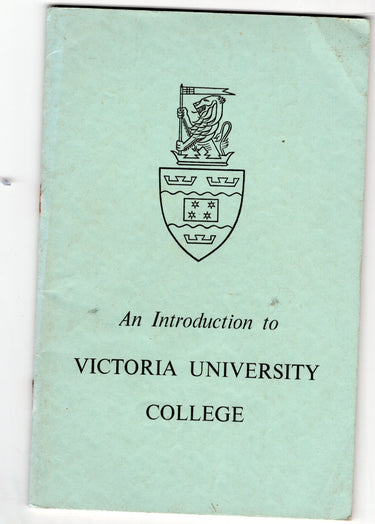 An Introduction to
VICTORIA UNIVERSITY
COLLEGE